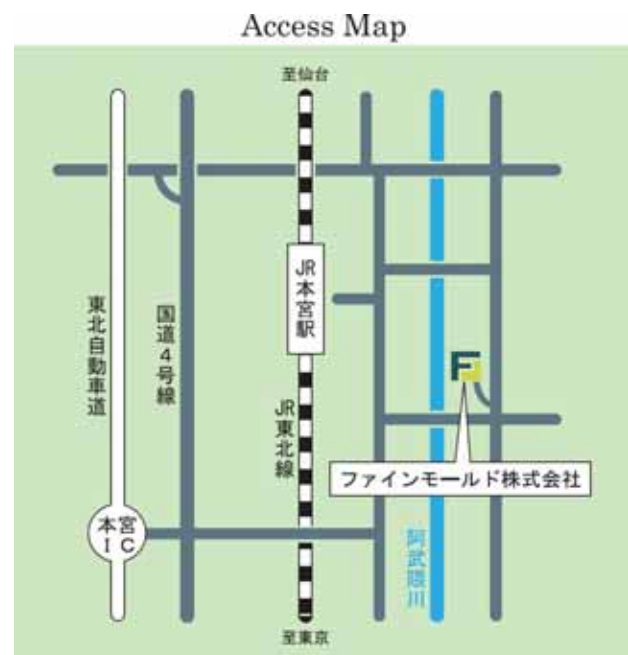 Access Map
至仙台
JR本宮駅
東北自動車道
国道4号線
JR東北線
F
ファインモールド株式会社
本宮
IC
阿武隈川
至東京